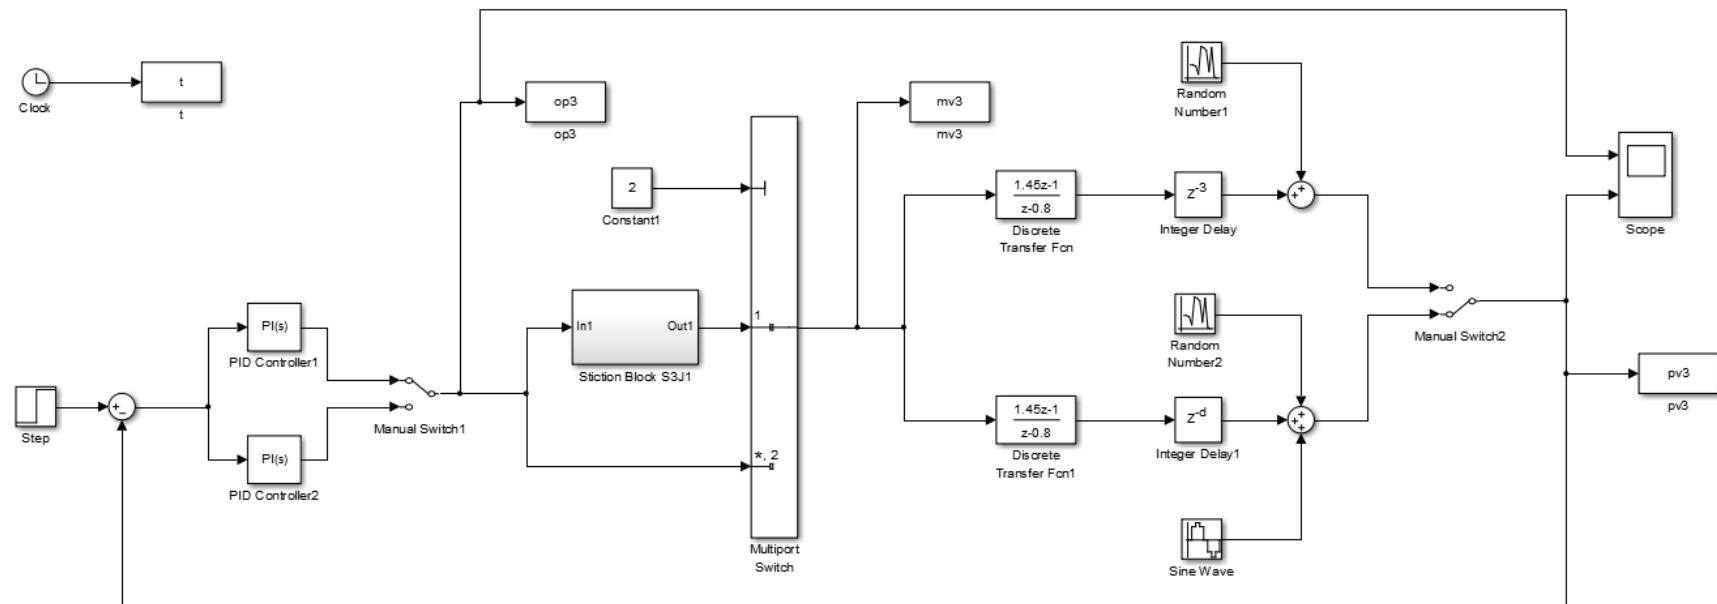 t
Clock
t
op3
op3
mv3
mv3
Random
Number1
2
Constant1
1.45z-1
z-0.8
Discrete
Transfer Fcn
Z-3
Integer Delay
+
+
Scope
In1
Out1
Stiction Block S3J1
1
*, 2
Multiport
Switch
Random
Number2
Manual Switch2
pv3
pv3
PI(s)
PID Controller1
Step
+
−
Manual Switch1
PI(s)
PID Controller2
1.45z-1
z-0.8
Discrete
Transfer Fcn1
Z-d
Integer Delay1
+
+
+
Sine Wave